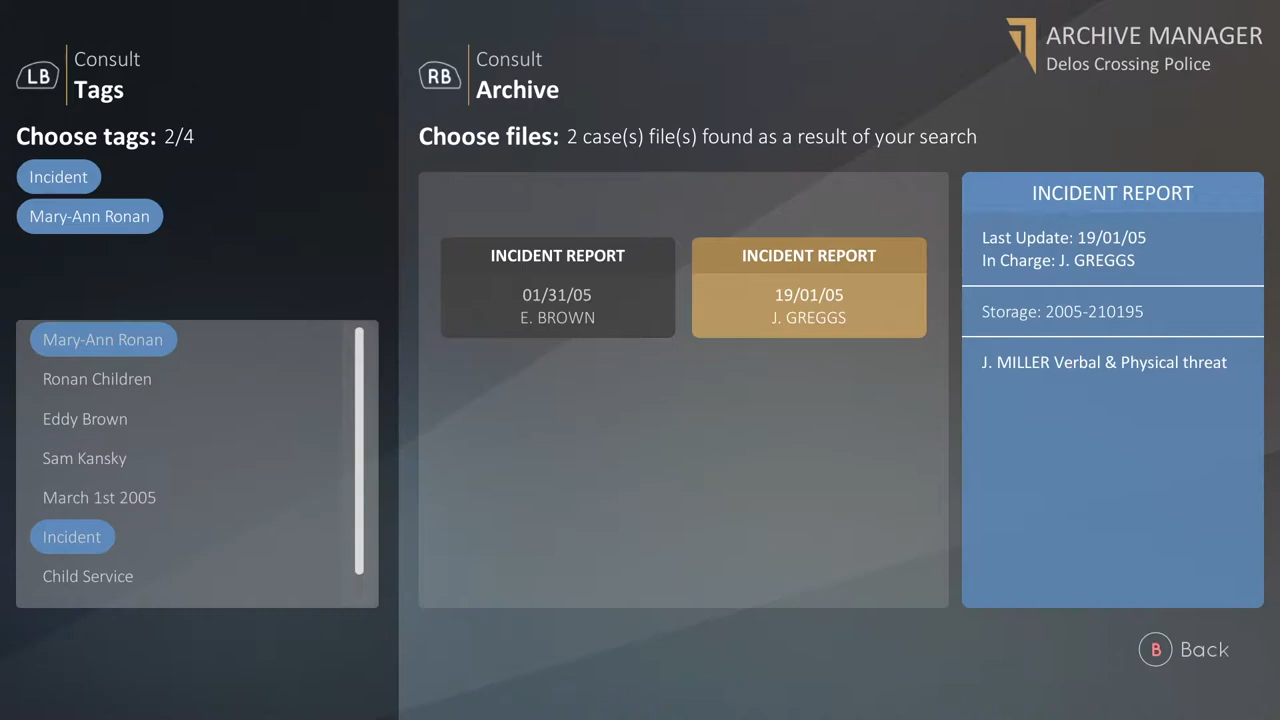 LB
Consult
Tags
Choose tags: 2/4
Incident
Mary-Ann Ronan
Mary-Ann Ronan
Ronan Children
Eddy Brown
Sam Kansky
March 1st 2005
Incident
Child Service
RB
Consult
Archive
ARCHIVE MANAGER
Delos Crossing Police
Choose files: 2 case(s) file(s) found as a result of your search
INCIDENT REPORT
01/31/05
E. BROWN
INCIDENT REPORT
19/01/05
J. GREGGS
INCIDENT REPORT
Last Update: 19/01/05
In Charge: J. GREGGS
Storage: 2005-210195
J. MILLER Verbal & Physical threat
B Back